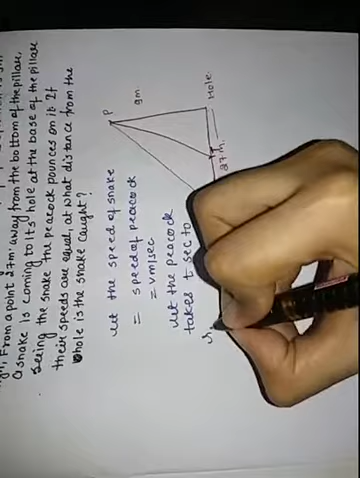 high, From a point 27m away from the bottom of the pillar,
a snake is coming to its hole at the base of the pillar
seeing the snake the peacock pounces on it. If
their speeds are equal, at what distance from the
hole is the snake caught?
let the speed of snake
= speed of peacock
= v m/sec
let the peacock
takes t sec to
P
9m
Hole.
27m.